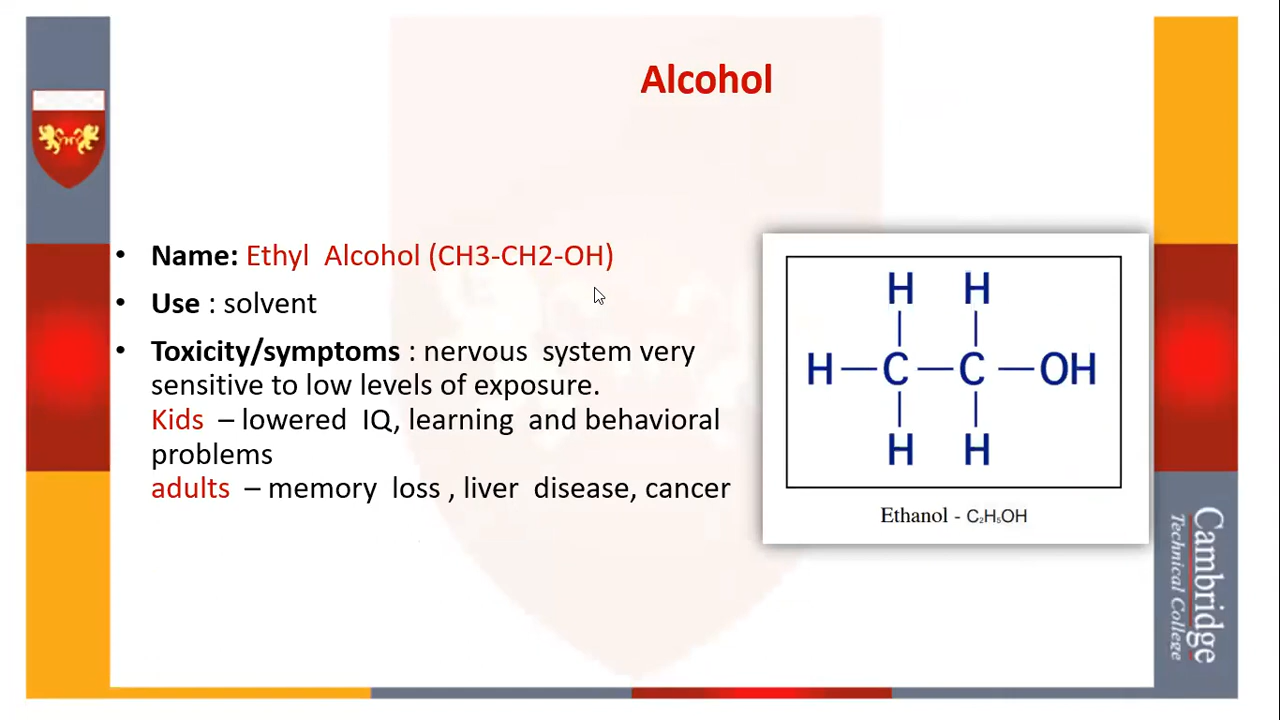 Alcohol
• Name: Ethyl Alcohol (CH3-CH2-OH)
• Use : solvent
• Toxicity/symptoms : nervous system very
sensitive to low levels of exposure.
Kids – lowered IQ, learning and behavioral
problems
adults – memory loss , liver disease, cancer
H H
H — C — C — OH
H H
Ethanol - C₂H₅OH
Cambridge
Technical College